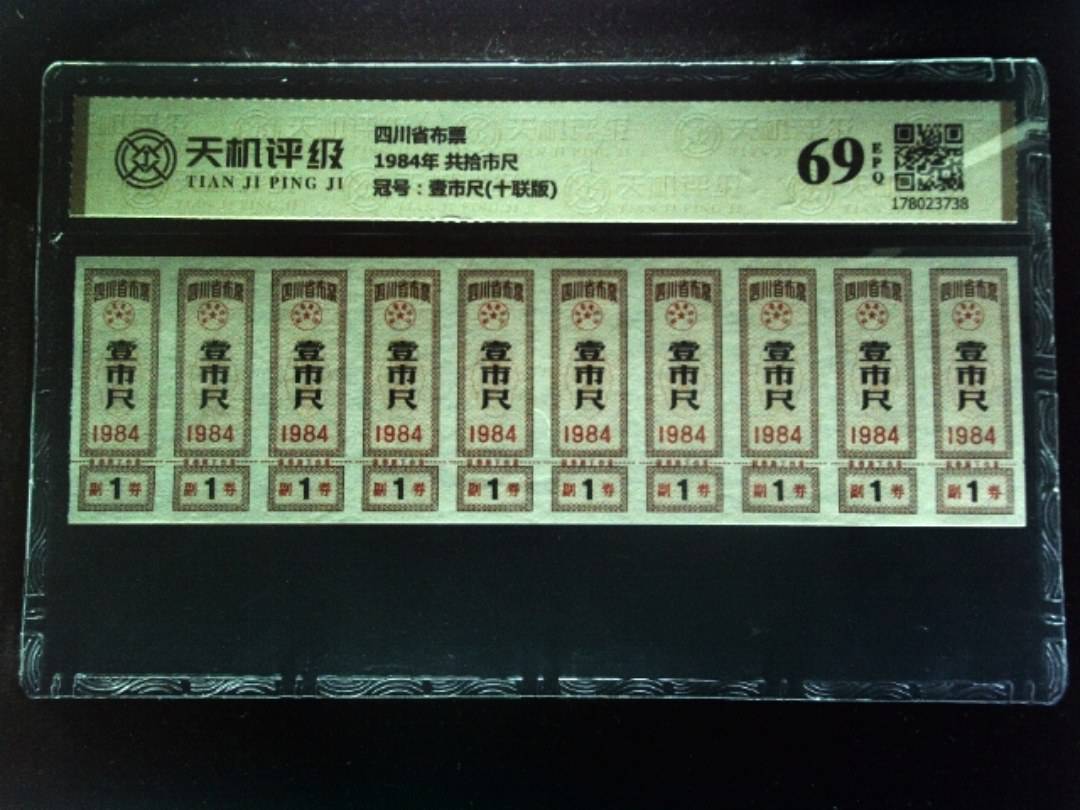 天机评级
TIAN JI PING JI
四川省布票
1984年 共拾市尺
冠号：壹市尺(十联版)
69
EPQ
178023738
四川省布票 四川省布票 四川省布票 四川省布票 四川省布票 四川省布票 四川省布票 四川省布票 四川省布票 四川省布票
壹市尺 壹市尺 壹市尺 壹市尺 壹市尺 壹市尺 壹市尺 壹市尺 壹市尺 壹市尺
1984 1984 1984 1984 1984 1984 1984 1984 1984 1984
副1券 副1券 副1券 副1券 副1券 副1券 副1券 副1券 副1券 副1券